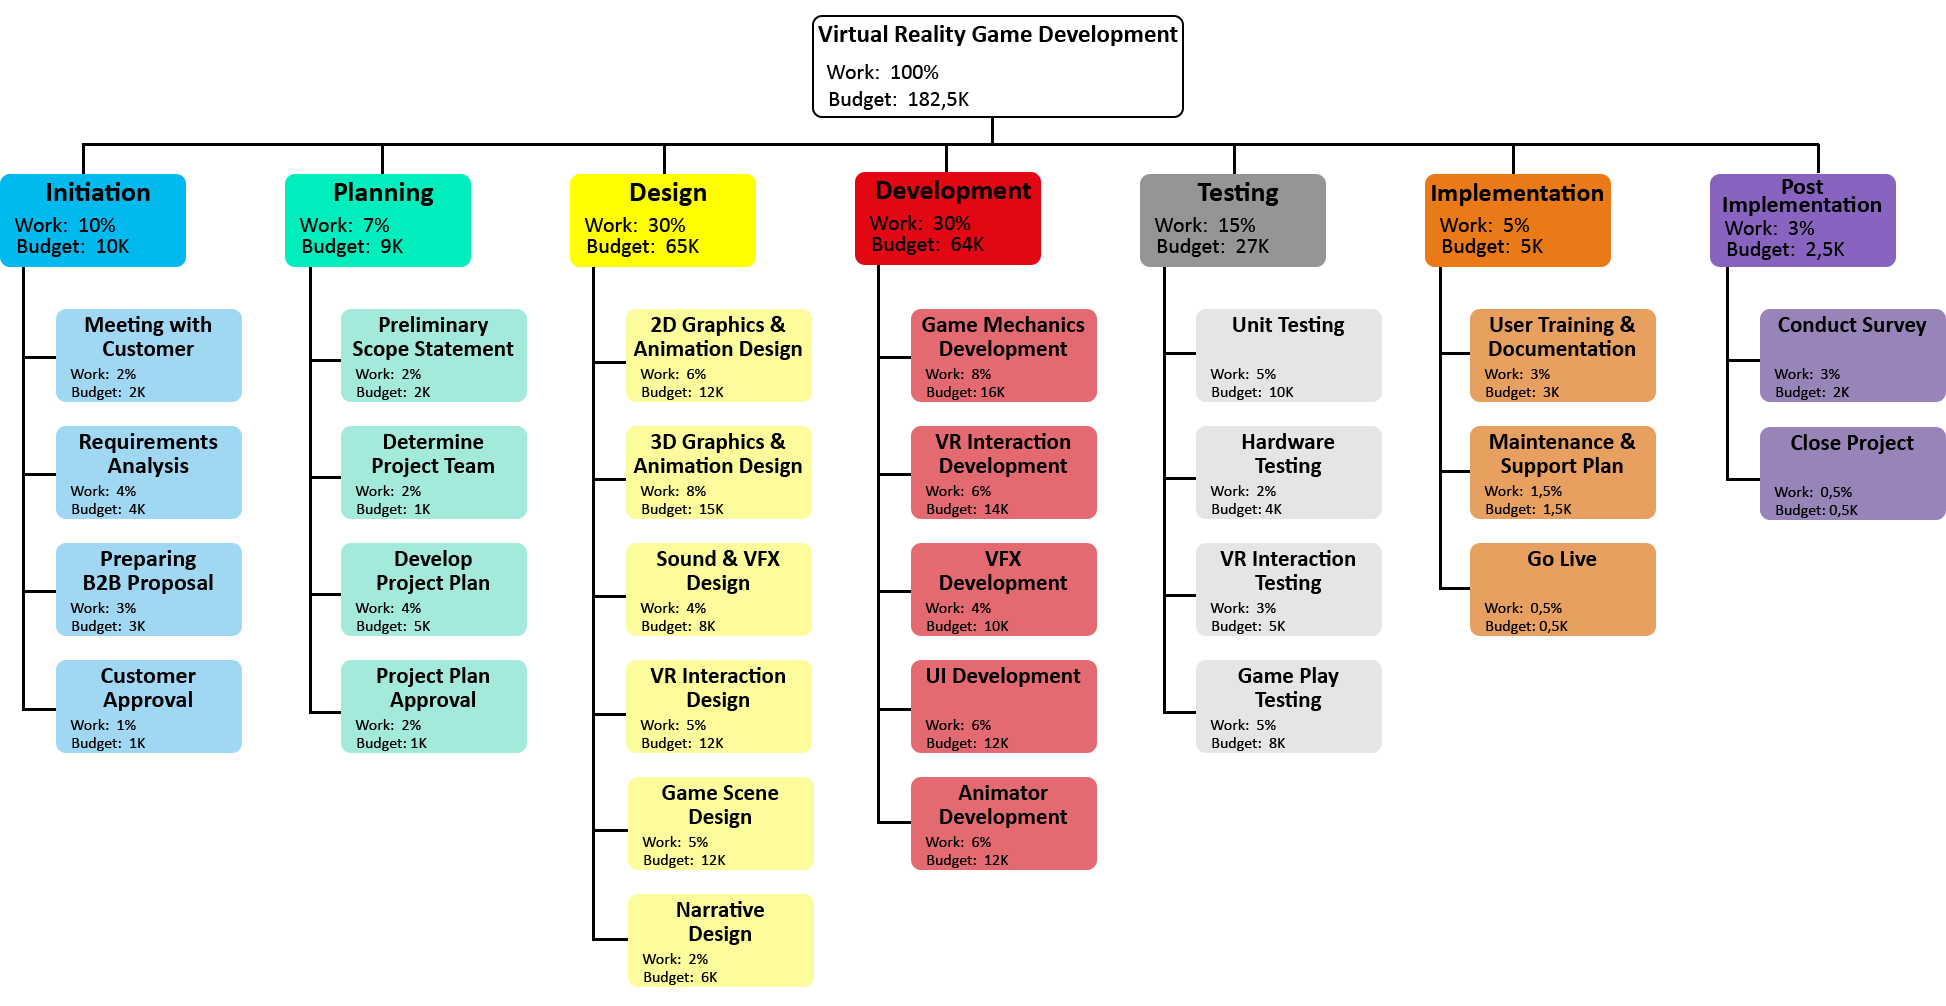 Virtual Reality Game Development
Work: 100%
Budget: 182,5K
Initiation
Work: 10%
Budget: 10K
Meeting with
Customer
Work: 2%
Budget: 2K
Requirements
Analysis
Work: 4%
Budget: 4K
Preparing
B2B Proposal
Work: 3%
Budget: 3K
Customer
Approval
Work: 1%
Budget: 1K
Planning
Work: 7%
Budget: 9K
Preliminary
Scope Statement
Work: 2%
Budget: 2K
Determine
Project Team
Work: 2%
Budget: 1K
Develop
Project Plan
Work: 4%
Budget: 5K
Project Plan
Approval
Work: 2%
Budget: 1K
Design
Work: 30%
Budget: 65K
2D Graphics &
Animation Design
Work: 6%
Budget: 12K
3D Graphics &
Animation Design
Work: 8%
Budget: 15K
Sound & VFX
Design
Work: 4%
Budget: 8K
VR Interaction
Design
Work: 5%
Budget: 12K
Game Scene
Design
Work: 5%
Budget: 12K
Narrative
Design
Work: 2%
Budget: 6K
Development
Work: 30%
Budget: 64K
Game Mechanics
Development
Work: 8%
Budget: 16K
VR Interaction
Development
Work: 6%
Budget: 14K
VFX
Development
Work: 4%
Budget: 10K
UI Development
Work: 6%
Budget: 12K
Animator
Development
Work: 6%
Budget: 12K
Testing
Work: 15%
Budget: 27K
Unit Testing
Work: 5%
Budget: 10K
Hardware
Testing
Work: 2%
Budget: 4K
VR Interaction
Testing
Work: 3%
Budget: 5K
Game Play
Testing
Work: 5%
Budget: 8K
Implementation
Work: 5%
Budget: 5K
User Training &
Documentation
Work: 3%
Budget: 3K
Maintenance &
Support Plan
Work: 1,5%
Budget: 1,5K
Go Live
Work: 0,5%
Budget: 0,5K
Post
Implementation
Work: 3%
Budget: 2,5K
Conduct Survey
Work: 3%
Budget: 2K
Close Project
Work: 0,5%
Budget: 0,5K